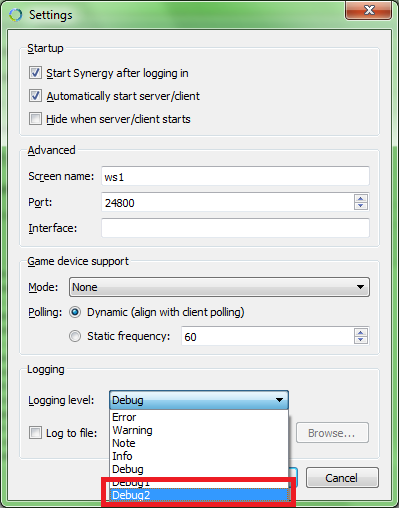 Settings
Startup
Start Synergy after logging in
Automatically start server/client
Hide when server/client starts
Advanced
Screen name: ws1
Port: 24800
Interface:
Game device support
Mode: None
Polling: Dynamic (align with client polling)
Static frequency: 60
Logging
Logging level: Debug
Error
Warning
Log to file: Note Browse...
Info
Debug
Debug1
Debug2
Cancel